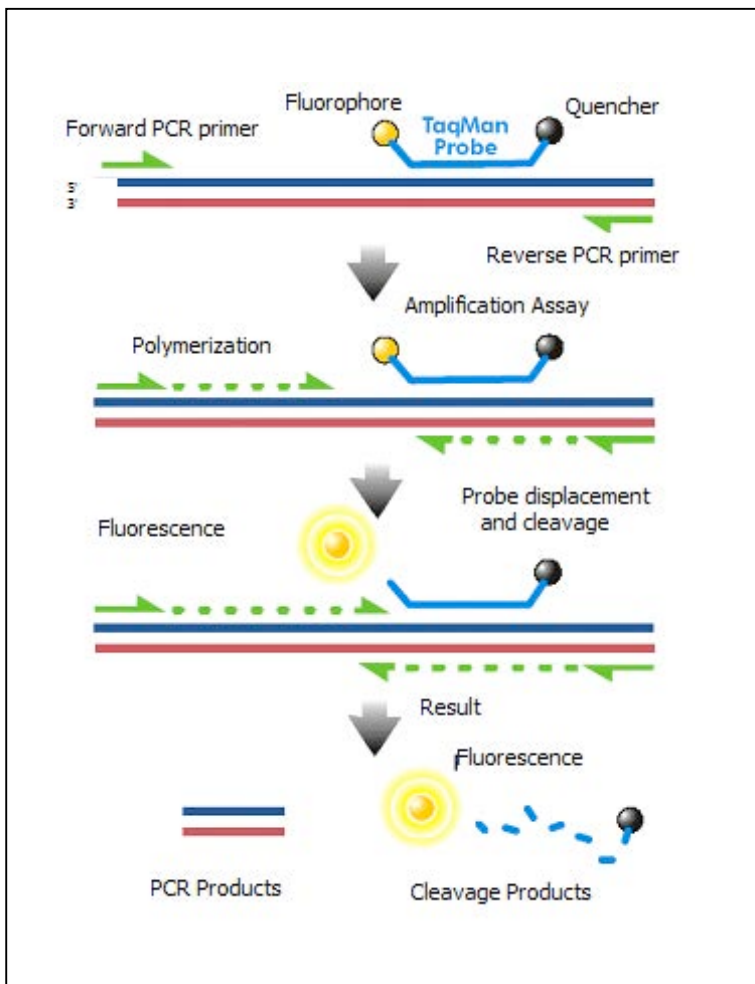 Fluorophore
Quencher
Forward PCR primer
TaqMan
Probe
5'
3'
Reverse PCR primer
Amplification Assay
Polymerization
Probe displacement
and cleavage
Fluorescence
Result
Fluorescence
PCR Products
Cleavage Products